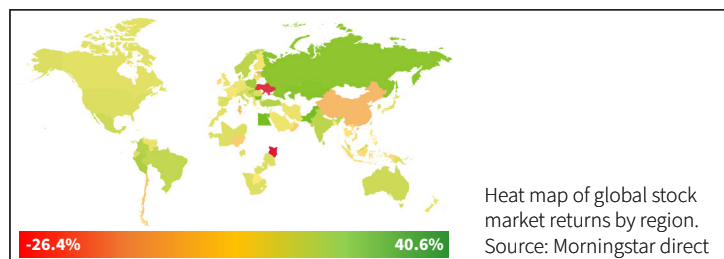 -26.4% 40.6%
Heat map of global stock
market returns by region.
Source: Morningstar direct